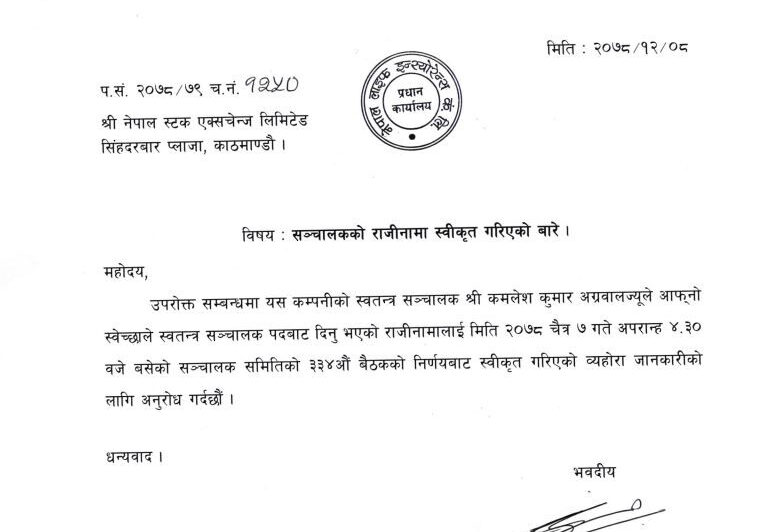 मिति : २०७८/१२/०८
प.सं. २०७८/७९ च.नं. १२५०
नेपाल लाइफ इन्स्योरेन्स कं. लि.
प्रधान
कार्यालय
श्री नेपाल स्टक एक्सचेन्ज लिमिटेड
सिंहदरबार प्लाजा, काठमाण्डौ ।
विषय : सञ्चालकको राजीनामा स्वीकृत गरिएको बारे ।
महोदय,
उपरोक्त सम्बन्धमा यस कम्पनीको स्वतन्त्र सञ्चालक श्री कमलेश कुमार अग्रवालज्यूले आफ्नो
स्वेच्छाले स्वतन्त्र सञ्चालक पदबाट दिनु भएको राजीनामालाई मिति २०७८ चैत्र ७ गते अपरान्ह ४.३०
वजे बसेको सञ्चालक समितिको ३३४औं बैठकको निर्णयबाट स्वीकृत गरिएको व्यहोरा जानकारीको
लागि अनुरोध गर्दछौं ।
धन्यवाद ।
भवदीय